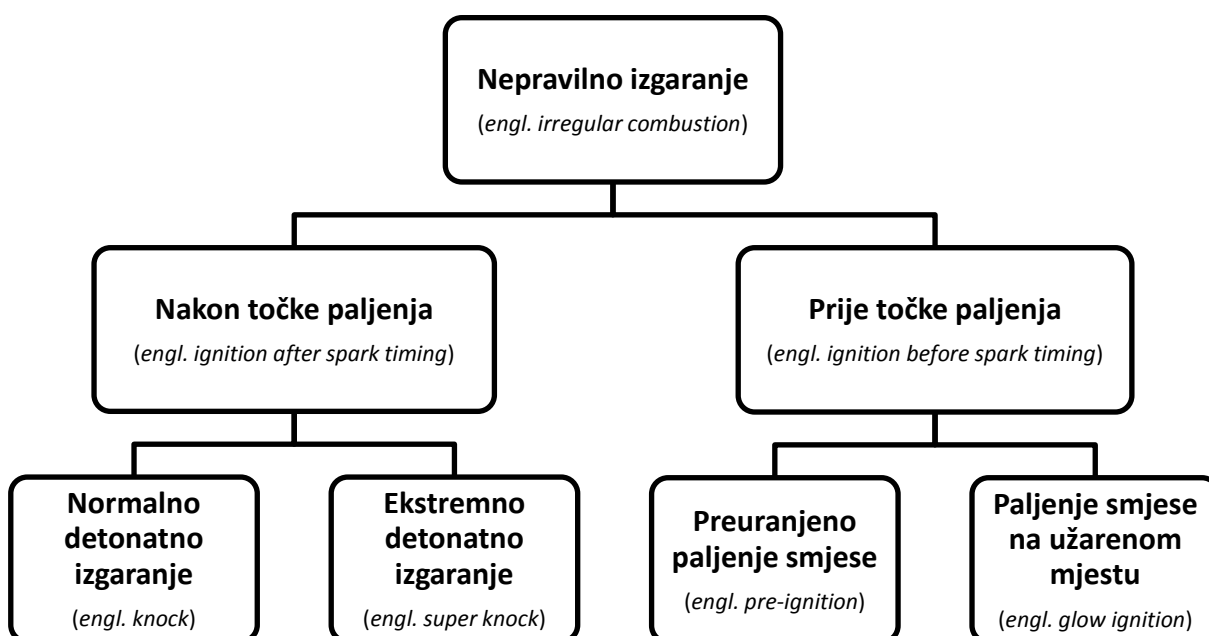 Nepravilno izgaranje
(engl. irregular combustion)
Nakon točke paljenja
(engl. ignition after spark timing)
Prije točke paljenja
(engl. ignition before spark timing)
Normalno
detonatno
izgaranje
(engl. knock)
Ekstremno
detonatno
izgaranje
(engl. super knock)
Preuranjeno
paljenje smjese
(engl. pre-ignition)
Paljenje smjese
na užarenom
mjestu
(engl. glow ignition)